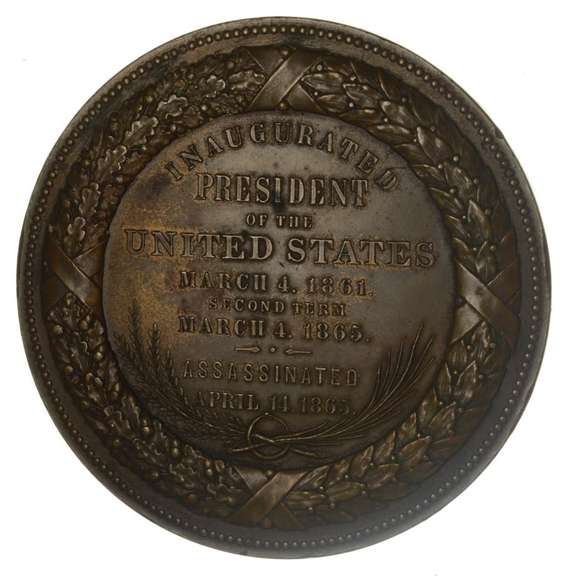 INAUGURATED
PRESIDENT
OF THE
UNITED STATES
MARCH 4. 1861.
SECOND TERM
MARCH 4. 1865.
ASSASSINATED
APRIL 14. 1865.